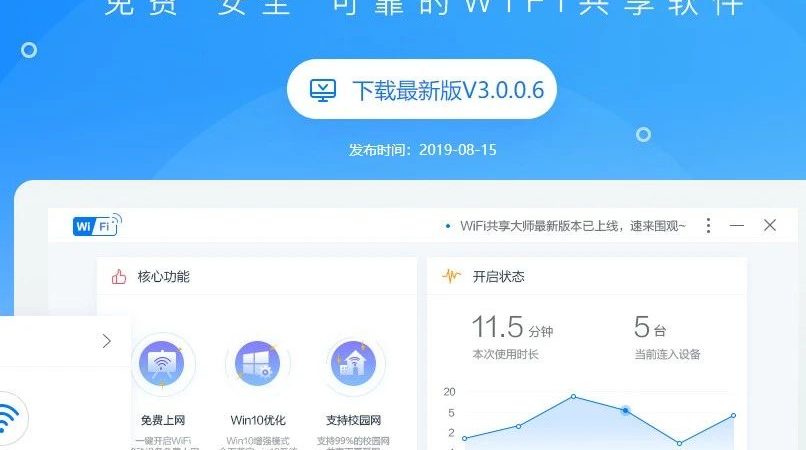 免费 安全 可靠的WIFI共享软件
下载最新版V3.0.0.6
发布时间：2019-08-15
WiFi
WiFi共享大师最新版本已上线，速来围观~
核心功能
开启状态
11.5 分钟
5 台
本次使用时长
当前连入设备
免费上网
Win10优化
支持校园网
一键开启WiFi
Win10增强模式
支持99%的校园网
20
5
2